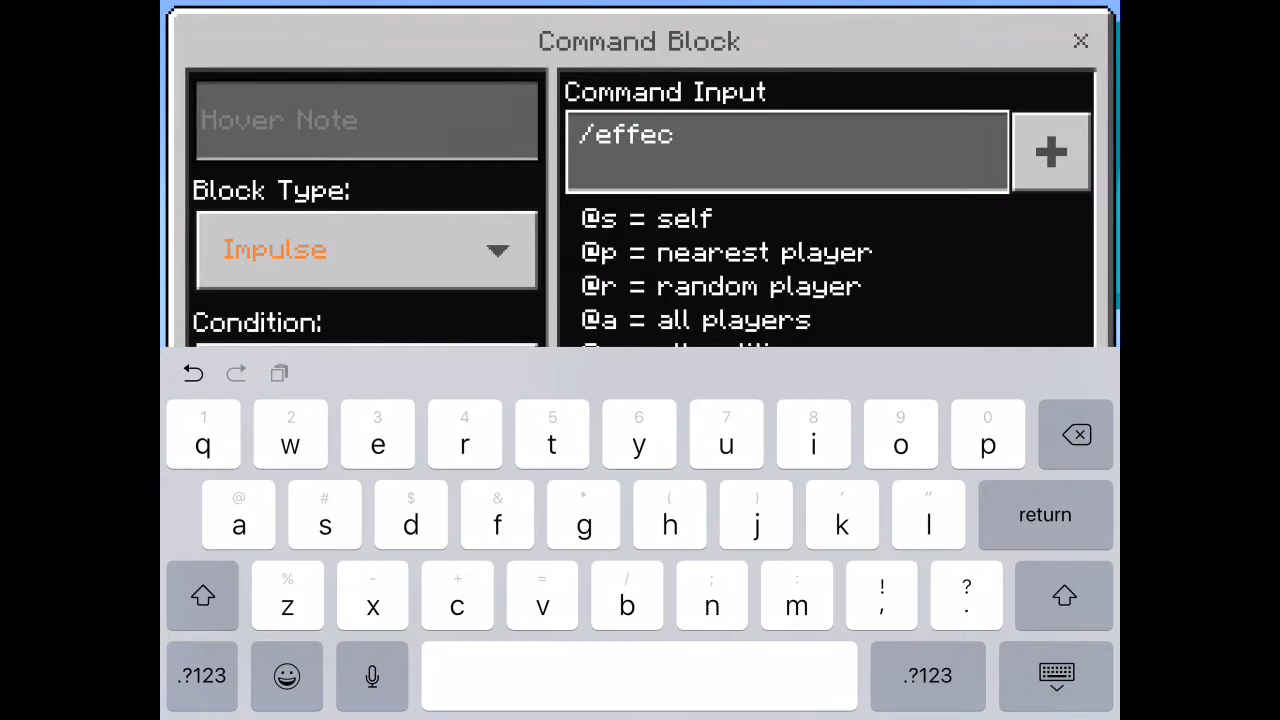 Command Block
Hover Note
Block Type:
Impulse
Condition:
Command Input
/effec
@s = self
@p = nearest player
@r = random player
@a = all players
1 2 3 4 5 6 7 8 9 0
q w e r t y u i o p
@ # $ & * ( ) ' "
a s d f g h j k l return
% - + = / ; : ! ?
z x c v b n m , .
.?123 .?123